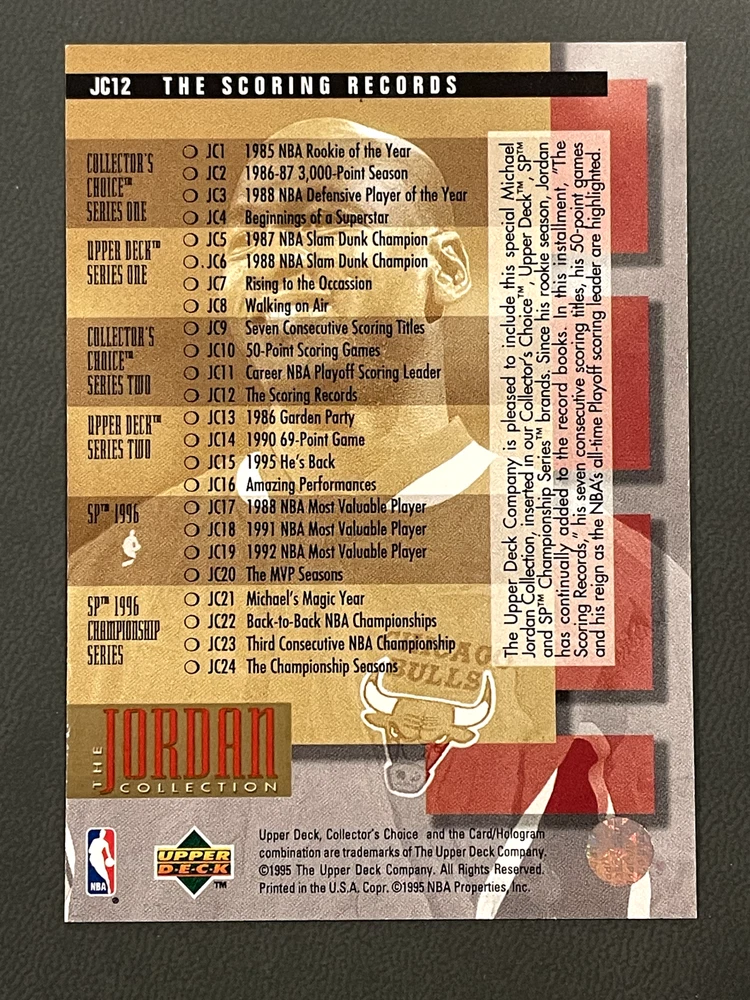 JC12 THE SCORING RECORDS
COLLECTOR'S
CHOICE™
SERIES ONE
JC1 1985 NBA Rookie of the Year
JC2 1986-87 3,000-Point Season
JC3 1988 NBA Defensive Player of the Year
JC4 Beginnings of a Superstar
UPPER DECK™
SERIES ONE
JC5 1987 NBA Slam Dunk Champion
JC6 1988 NBA Slam Dunk Champion
JC7 Rising to the Occassion
JC8 Walking on Air
COLLECTOR'S
CHOICE™
SERIES TWO
JC9 Seven Consecutive Scoring Titles
JC10 50-Point Scoring Games
JC11 Career NBA Playoff Scoring Leader
JC12 The Scoring Records
UPPER DECK™
SERIES TWO
JC13 1986 Garden Party
JC14 1990 69-Point Game
JC15 1995 He's Back
JC16 Amazing Performances
SP™ 1996
JC17 1988 NBA Most Valuable Player
JC18 1991 NBA Most Valuable Player
JC19 1992 NBA Most Valuable Player
JC20 The MVP Seasons
SP™ 1996
CHAMPIONSHIP
SERIES
JC21 Michael's Magic Year
JC22 Back-to-Back NBA Championships
JC23 Third Consecutive NBA Championship
JC24 The Championship Seasons
The Upper Deck Company is pleased to include this special Michael
Jordan Collection, inserted in our Collector's Choice™, Upper Deck™, SP™
and SP™ Championship Series™ brands. Since his rookie season, Jordan
has continually added to the record books. In this installment, "The
Scoring Records," his seven consecutive scoring titles, his 50-point games
and his reign as the NBA's all-time Playoff scoring leader are highlighted.
CHICAGO
BULLS
THE
JORDAN
COLLECTION
NBA
UPPER
DECK
™
Upper Deck, Collector's Choice and the Card/Hologram
combination are trademarks of The Upper Deck Company.
©1995 The Upper Deck Company. All Rights Reserved.
Printed in the U.S.A. Copr. ©1995 NBA Properties, Inc.